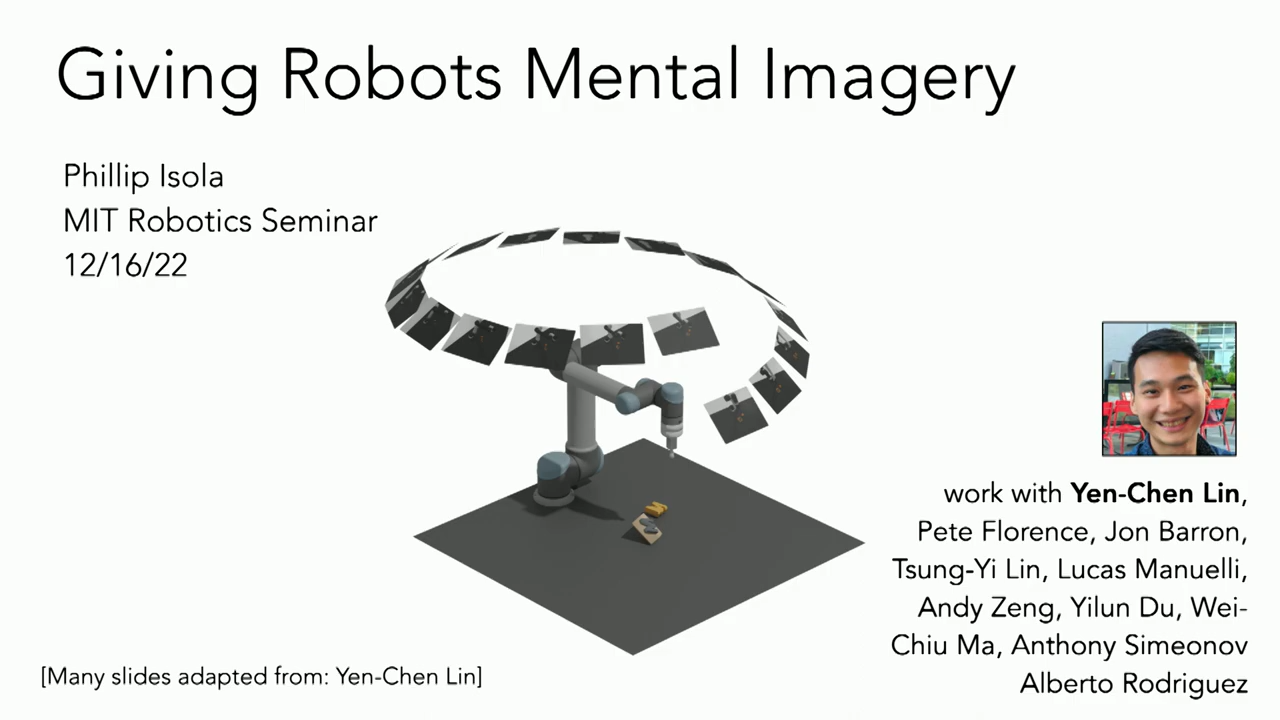 Giving Robots Mental Imagery
Phillip Isola
MIT Robotics Seminar
12/16/22
work with Yen-Chen Lin,
Pete Florence, Jon Barron,
Tsung-Yi Lin, Lucas Manuelli,
Andy Zeng, Yilun Du, Wei-
Chiu Ma, Anthony Simeonov
Alberto Rodriguez
[Many slides adapted from: Yen-Chen Lin]